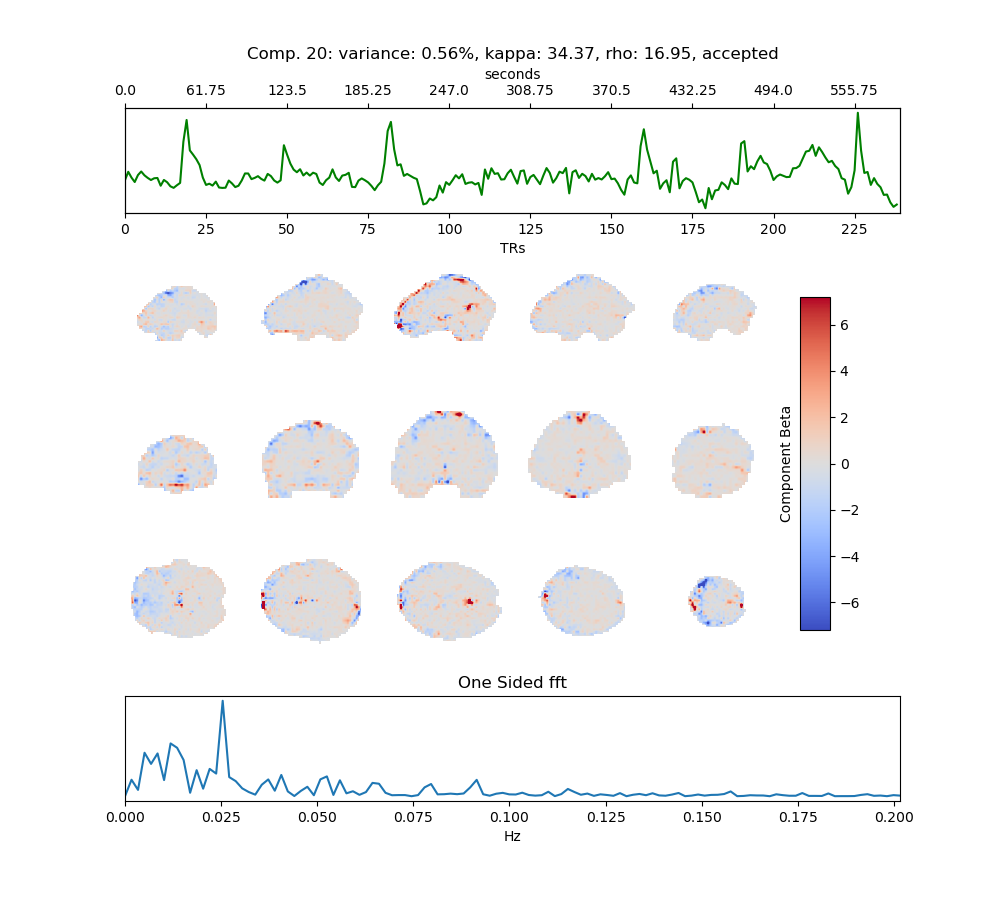 Comp. 20: variance: 0.56%, kappa: 34.37, rho: 16.95, accepted
seconds
0.0 61.75 123.5 185.25 247.0 308.75 370.5 432.25 494.0 555.75
0 25 50 75 100 125 150 175 200 225
TRs
6
4
2
0
−2
−4
−6
Component Beta
One Sided fft
0.000 0.025 0.050 0.075 0.100 0.125 0.150 0.175 0.200
Hz